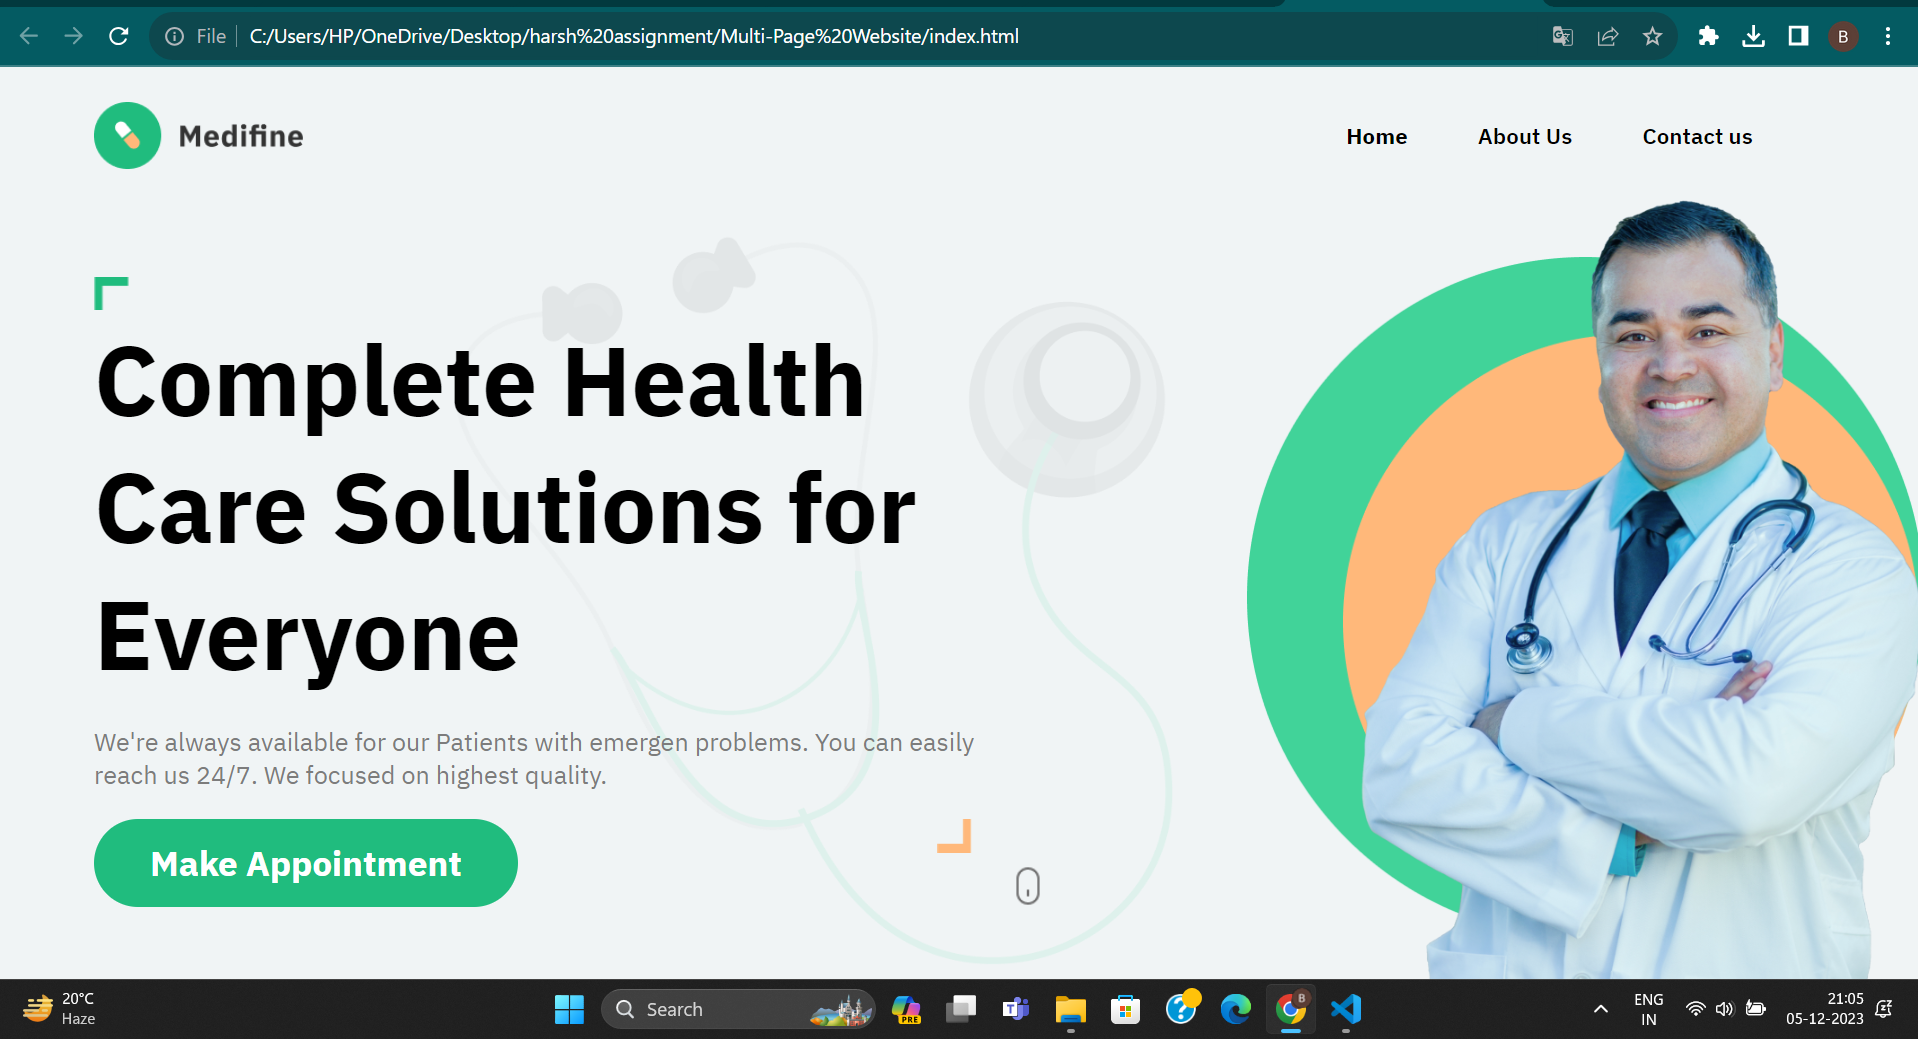 File
C:/Users/HP/OneDrive/Desktop/harsh%20assignment/Multi-Page%20Website/index.html
B
Medifine
Home
About Us
Contact us
Complete Health
Care Solutions for
Everyone
We're always available for our Patients with emergen problems. You can easily
reach us 24/7. We focused on highest quality.
Make Appointment
20°C
Haze
Search
PRE
B
ENG
IN
21:05
05-12-2023